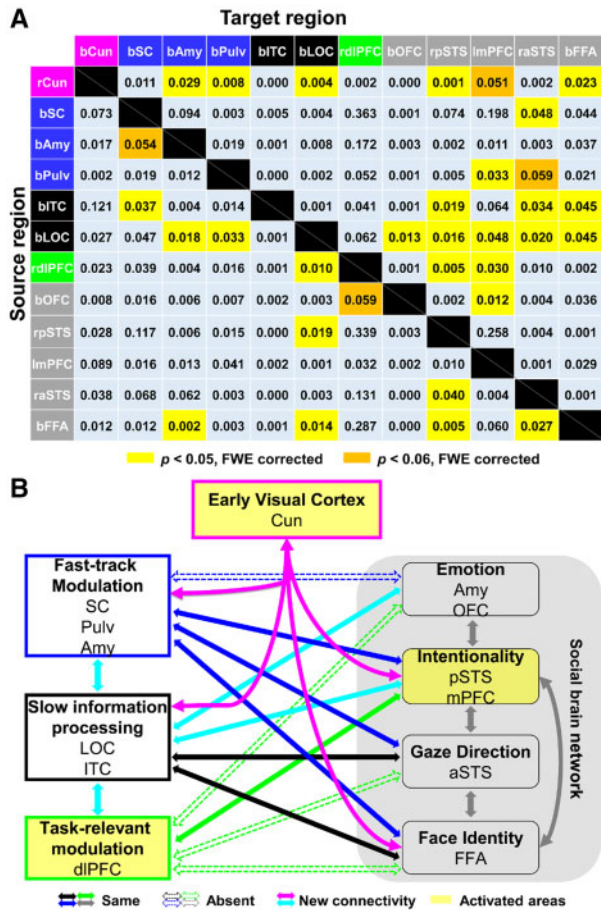 A
Target region
bCun bSC bAmy bPulv bITC bLOC rdlPFC bOFC rpSTS lmPFC raSTS bFFA
Source region
rCun 0.011 0.029 0.008 0.000 0.004 0.002 0.000 0.001 0.051 0.002 0.023
bSC 0.073 0.094 0.003 0.005 0.004 0.363 0.001 0.074 0.198 0.048 0.044
bAmy 0.017 0.054 0.019 0.001 0.008 0.172 0.003 0.002 0.011 0.003 0.037
bPulv 0.002 0.019 0.012 0.000 0.002 0.052 0.001 0.005 0.033 0.059 0.021
bITC 0.121 0.037 0.004 0.014 0.001 0.041 0.001 0.019 0.064 0.034 0.045
bLOC 0.027 0.047 0.018 0.033 0.001 0.062 0.013 0.016 0.048 0.020 0.045
rdlPFC 0.023 0.039 0.004 0.016 0.001 0.010 0.001 0.005 0.030 0.010 0.002
bOFC 0.008 0.016 0.006 0.007 0.002 0.003 0.059 0.002 0.012 0.004 0.036
rpSTS 0.028 0.117 0.006 0.015 0.000 0.019 0.339 0.003 0.258 0.004 0.001
lmPFC 0.089 0.016 0.013 0.041 0.002 0.001 0.032 0.002 0.010 0.001 0.029
raSTS 0.038 0.068 0.062 0.003 0.000 0.003 0.131 0.000 0.040 0.004 0.001
bFFA 0.012 0.012 0.002 0.003 0.001 0.014 0.287 0.000 0.005 0.060 0.027
p < 0.05, FWE corrected
p < 0.06, FWE corrected
B
Early Visual Cortex
Cun
Fast-track
Modulation
SC
Pulv
Amy
Slow information
processing
LOC
ITC
Task-relevant
modulation
dlPFC
Emotion
Amy
OFC
Intentionality
pSTS
mPFC
Gaze Direction
aSTS
Face Identity
FFA
Social brain network
Same
Absent
New connectivity
Activated areas